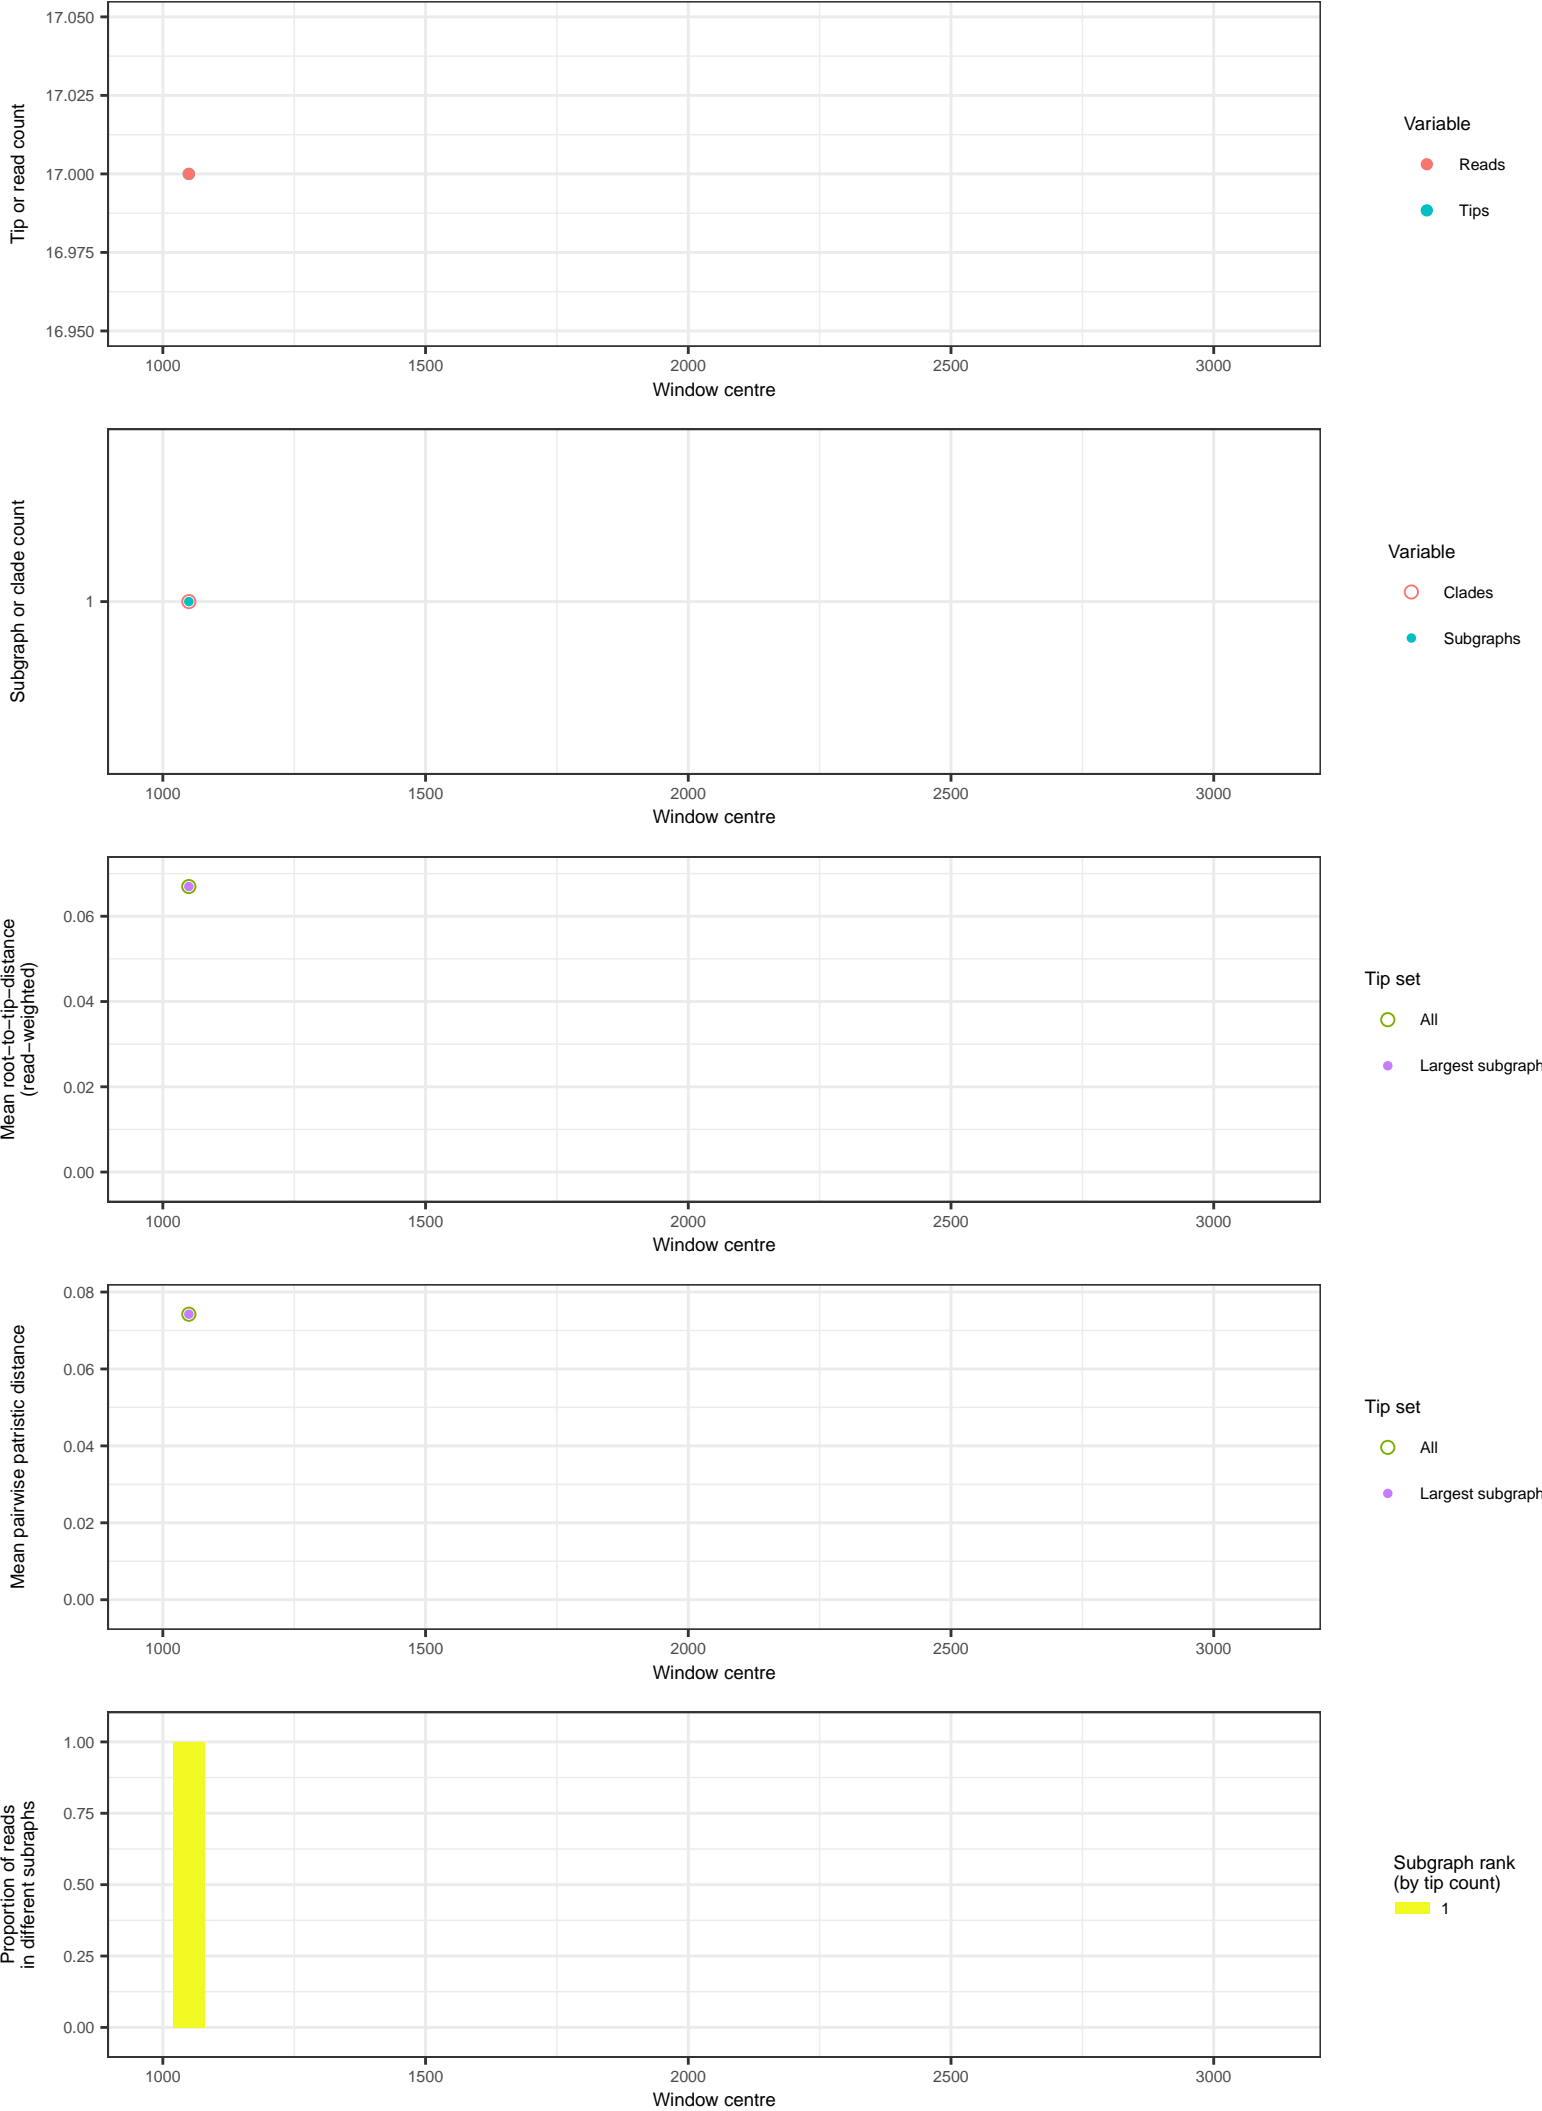 17.050
17.025
17.000
16.975
16.950
Tip or read count
1000 1500 2000 2500 3000
Window centre
Variable
Reads
Tips
1
Subgraph or clade count
1000 1500 2000 2500 3000
Window centre
Variable
Clades
Subgraphs
0.06
0.04
0.02
0.00
Mean root−to−tip−distance
(read−weighted)
1000 1500 2000 2500 3000
Window centre
Tip set
All
Largest subgraph
0.08
0.06
0.04
0.02
0.00
Mean pairwise patristic distance
1000 1500 2000 2500 3000
Window centre
Tip set
All
Largest subgraph
1.00
0.75
0.50
0.25
0.00
Proportion of reads
in different subraphs
1000 1500 2000 2500 3000
Window centre
Subgraph rank
(by tip count)
1